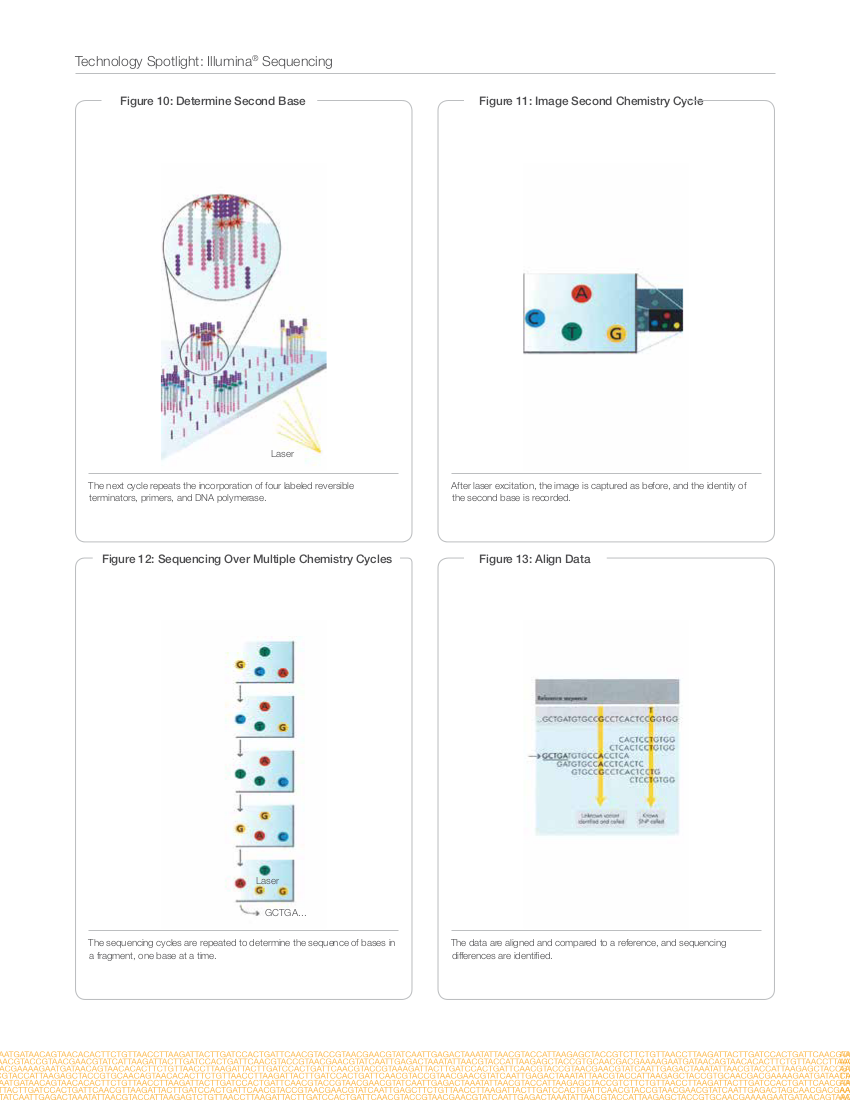 Technology Spotlight: Illumina® Sequencing
Figure 10: Determine Second Base
Laser
The next cycle repeats the incorporation of four labeled reversible
terminators, primers, and DNA polymerase.
Figure 11: Image Second Chemistry Cycle
A
C
T
G
After laser excitation, the image is captured as before, and the identity of
the second base is recorded.
Figure 12: Sequencing Over Multiple Chemistry Cycles
T
G
C
A
A
C
T
G
A
T
T
C
G
G
A
C
T
A
Laser
G
G
GCTGA...
The sequencing cycles are repeated to determine the sequence of bases in
a fragment, one base at a time.
Figure 13: Align Data
Reference sequence
T
...GCTGATGTGCCGCCTCACTCCGGTGG
CACTCCTGTGG
CTCACTCCTGTGG
GCTGATGTGCCACCTCA
GATGTGCCACCTCACTC
GTGCCGCCTCACTCCTG
CTCCTGTGG
Unknown variant
identified and called
Known
SNP called
The data are aligned and compared to a reference, and sequencing
differences are identified.